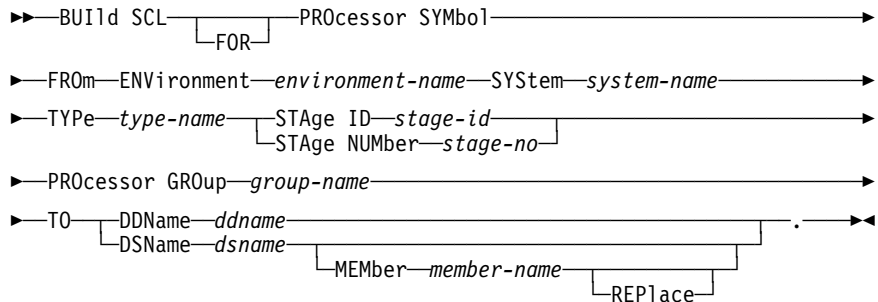 BUIld SCL PROcessor SYMbol
FOR
FROm ENVironment environment-name SYStem system-name
TYPe type-name STAge ID stage-id
STAge NUMber stage-no
PROcessor GROup group-name
TO DDName ddname .
DSName dsname
MEMber member-name
REPlace